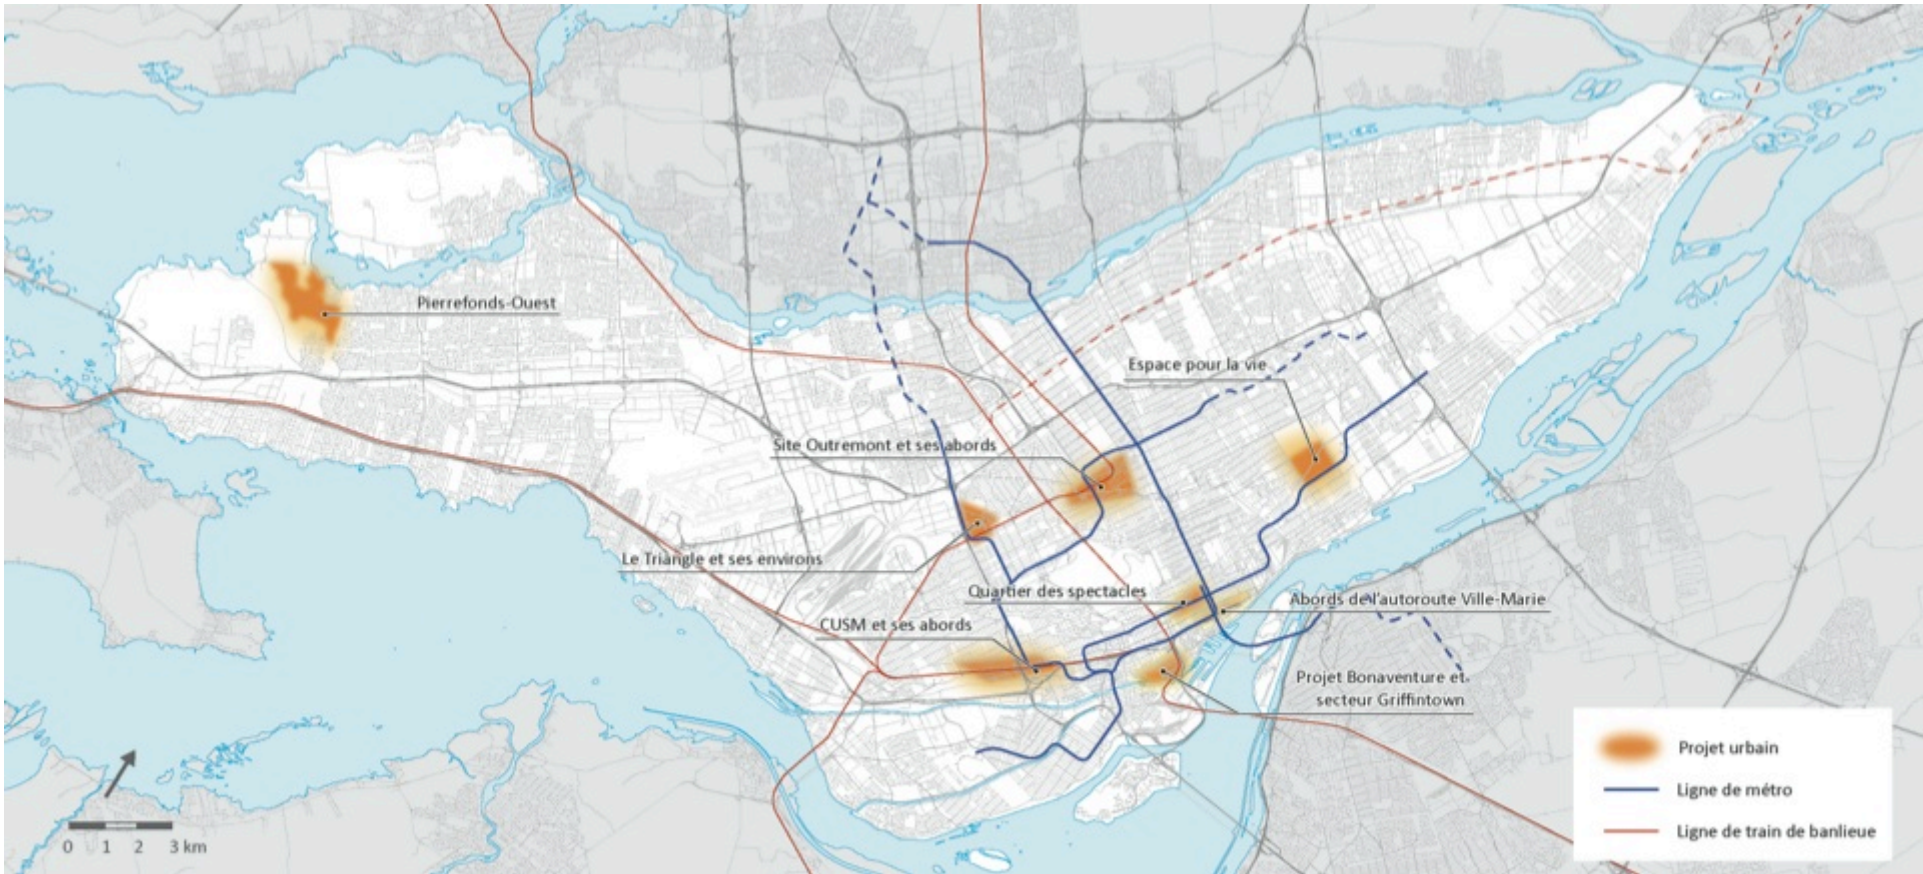 Pierrefonds-Ouest
Espace pour la vie
Site Outremont et ses abords
Le Triangle et ses environs
Quartier des spectacles
Abords de l'autoroute Ville-Marie
CUSM et ses abords
Projet Bonaventure et
secteur Griffintown
Projet urbain
Ligne de métro
Ligne de train de banlieue
0 1 2 3 km